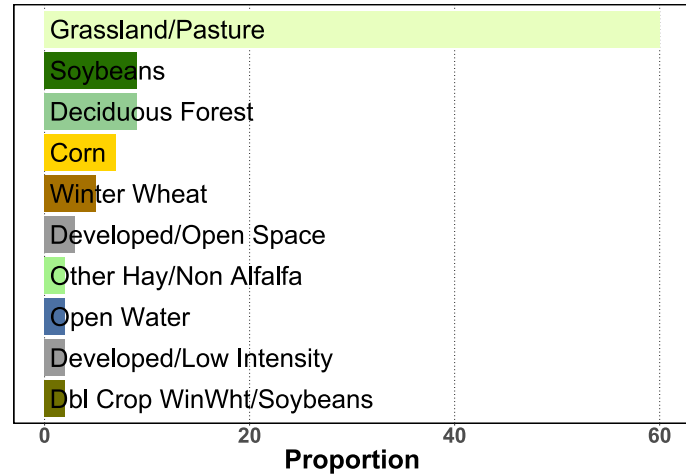 Grassland/Pasture
Soybeans
Deciduous Forest
Corn
Winter Wheat
Developed/Open Space
Other Hay/Non Alfalfa
Open Water
Developed/Low Intensity
Dbl Crop WinWht/Soybeans
0 20 40 60
Proportion